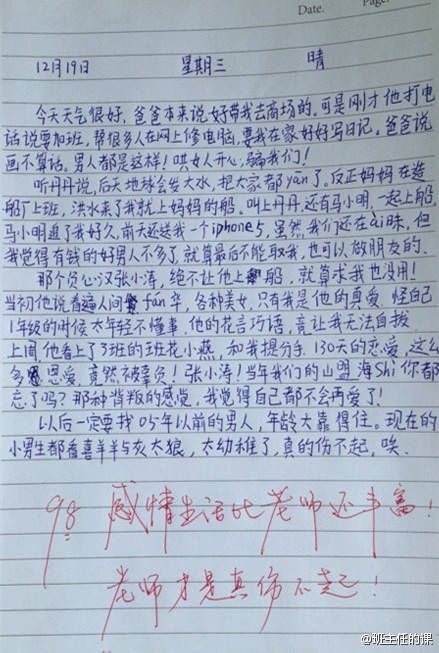 Date.
Page.
12月19日 星期三 晴
今天天气很好，爸爸本来说好带我去商场的。可是刚才他打电
话说要加班，帮很多人在网上修电脑，要我在家好好写日记。爸爸说
画不算话。男人都是这样！哄女人开心，骗我们！
听丹丹说，后天地球会发大水，把大家都yān了。反正妈妈在造
船厂上班，洪水来了我就上妈妈的船。叫上丹丹还有马小明，一起上船，
马小明追了我好久，前天还送我一个iphone5，虽然我们还在ài昧，但
我觉得有钱的好男人不多了，就算最后不能取我，也可以做朋友的。
那个负心汉张小涛，绝不让他上船，就算求我也没用！
当初他说看遍人间fán华，各种美女，只有我是他的真爱。怪自己
1年级的时候太年轻不懂事，他的花言巧语，竟让我无法自拔。
上周，他看上了3班的班花小燕，和我提分手。130天的恋爱，这么
多恩爱，竟然被辜负！张小涛！当年我们的山盟海shi你都
忘了吗？那种背叛的感觉，我觉得自己都不会再爱了！
以后一定要找05年以前的男人，年龄大靠得住。现在的
小男生都看喜羊羊与灰太狼，太幼稚了，真的伤不起，唉。
98 感情生活比老师还丰富！
老师才是真伤不起！
@班主任的课